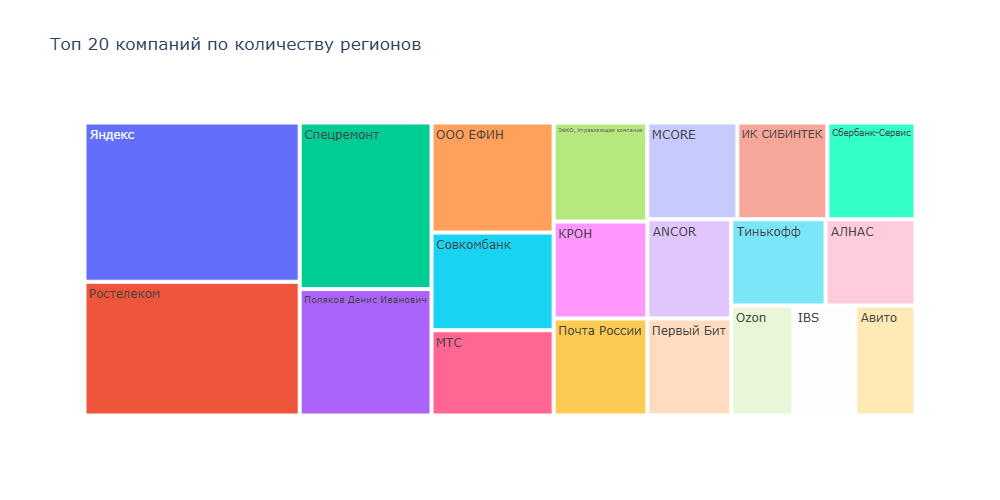 Топ 20 компаний по количеству регионов
Яндекс
Ростелеком
Спецремонт
Поляков Денис Иванович
ООО ЕФИН
Совкомбанк
МТС
ЭФКО, Управляющая компания
КРОН
Почта России
MCORE
ИК СИБИНТЕК
Сбербанк-Сервис
ANCOR
Тинькофф
АЛНАС
Первый Бит
Ozon
IBS
Авито